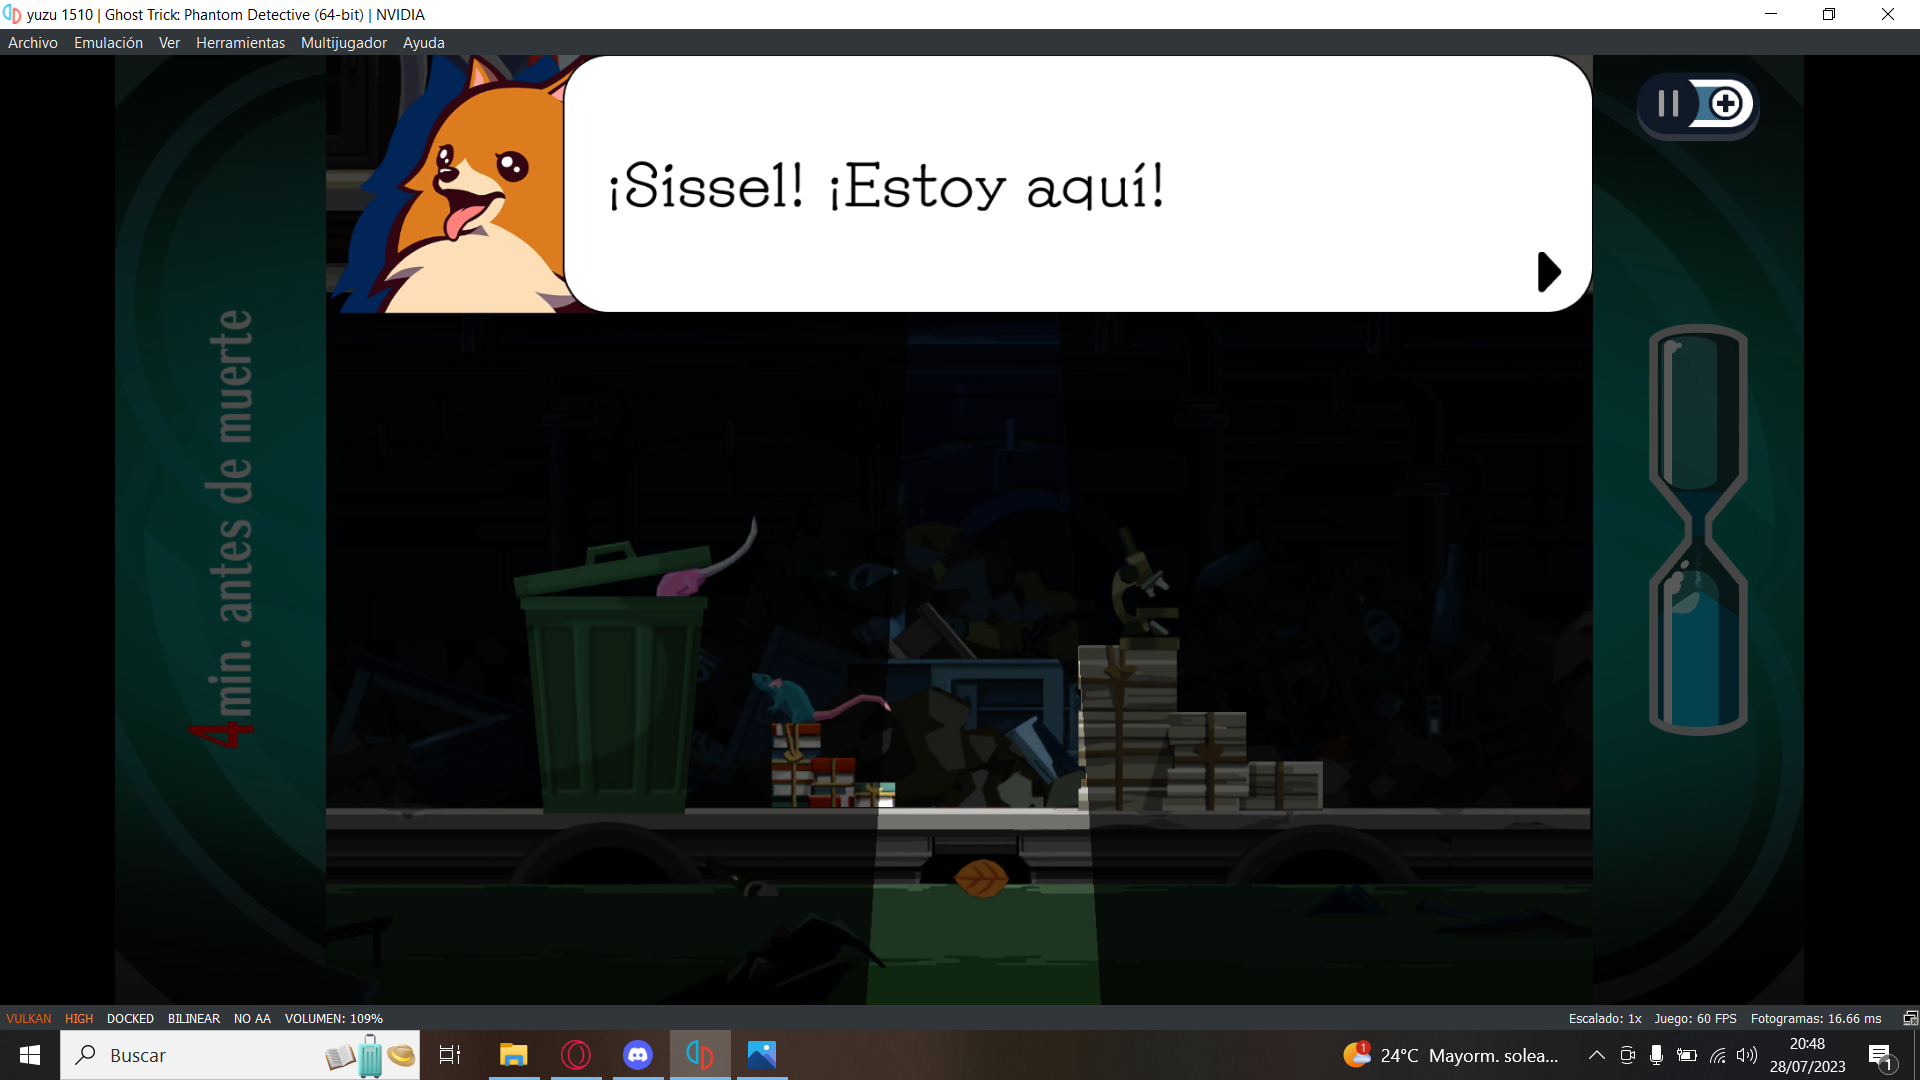 yuzu 1510 | Ghost Trick: Phantom Detective (64-bit) | NVIDIA
Archivo Emulación Ver Herramientas Multijugador Ayuda
¡Sissel! ¡Estoy aquí!
4 min. antes de muerte
VULKAN HIGH DOCKED BILINEAR NO AA VOLUMEN: 109% Escalado: 1x Juego: 60 FPS Fotogramas: 16.66 ms
Buscar
1
24°C Mayorm. solea...
20:48
28/07/2023
1